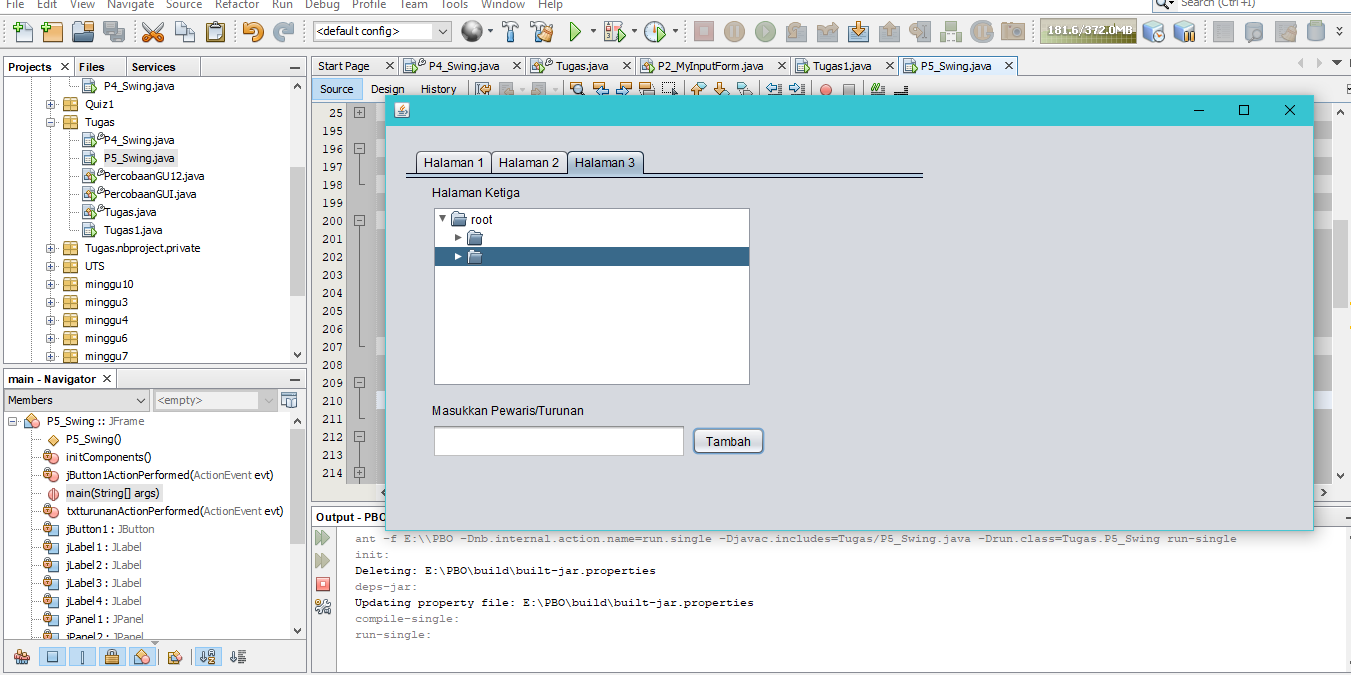 File Edit View Navigate Source Refactor Run Debug Profile Team Tools Window Help
Search (Ctrl+I)
<default config>
181.6/372.0MB
Projects Files Services
P4_Swing.java
Quiz1
Tugas
P4_Swing.java
P5_Swing.java
PercobaanGU12.java
PercobaanGUI.java
Tugas.java
Tugas1.java
Tugas.nbproject.private
UTS
minggu10
minggu3
minggu4
minggu6
minggu7
main - Navigator
Members
<empty>
P5_Swing :: JFrame
P5_Swing()
initComponents()
jButton1ActionPerformed(ActionEvent evt)
main(String[] args)
txtturunanActionPerformed(ActionEvent evt)
jButton1 : JButton
jLabel1 : JLabel
jLabel2 : JLabel
jLabel3 : JLabel
jLabel4 : JLabel
jPanel1 : JPanel
jPanel2 : JPanel
Start Page P4_Swing.java Tugas.java P2_MyInputForm.java Tugas1.java P5_Swing.java
Source Design History
25
195
196
197
198
199
200
201
202
203
204
205
206
207
208
209
210
211
212
213
214
Halaman 1 Halaman 2 Halaman 3
Halaman Ketiga
root
Masukkan Pewaris/Turunan
Tambah
Output - PBO
ant -f E:\\PBO -Dnb.internal.action.name=run.single -Djavac.includes=Tugas/P5_Swing.java -Drun.class=Tugas.P5_Swing run-single
init:
Deleting: E:\PBO\build\built-jar.properties
deps-jar:
Updating property file: E:\PBO\build\built-jar.properties
compile-single:
run-single: